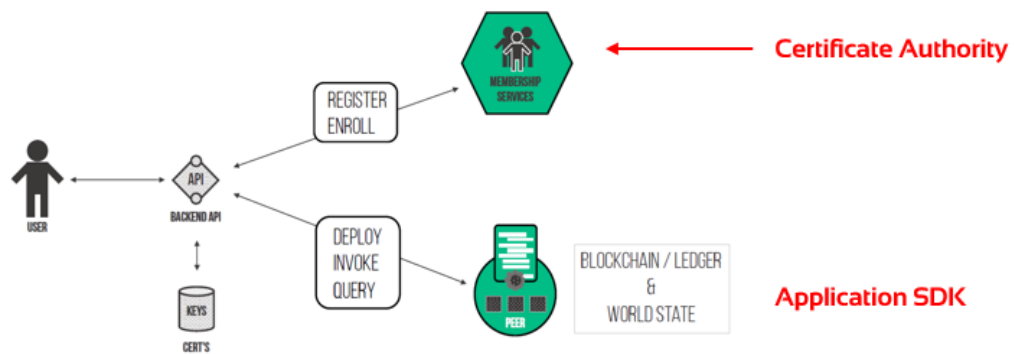 MEMBERSHIP
SERVICES
Certificate Authority
REGISTER
ENROLL
USER
API
BACKEND API
DEPLOY
INVOKE
QUERY
KEYS
CERT'S
PEER
BLOCKCHAIN / LEDGER
&
WORLD STATE
Application SDK